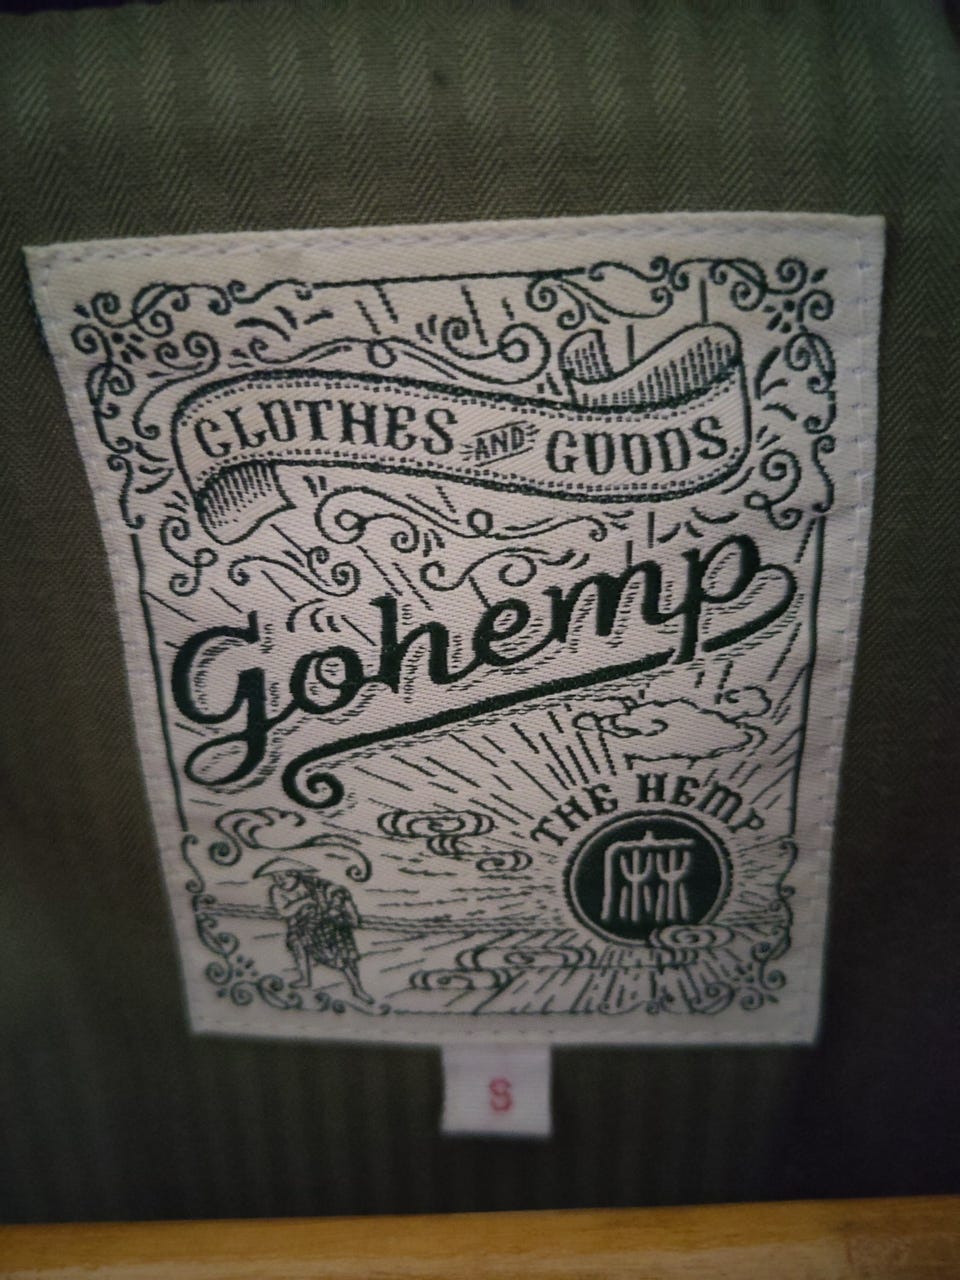 CLOTHES AND GOODS
Gohemp
THE HEMP
麻
S